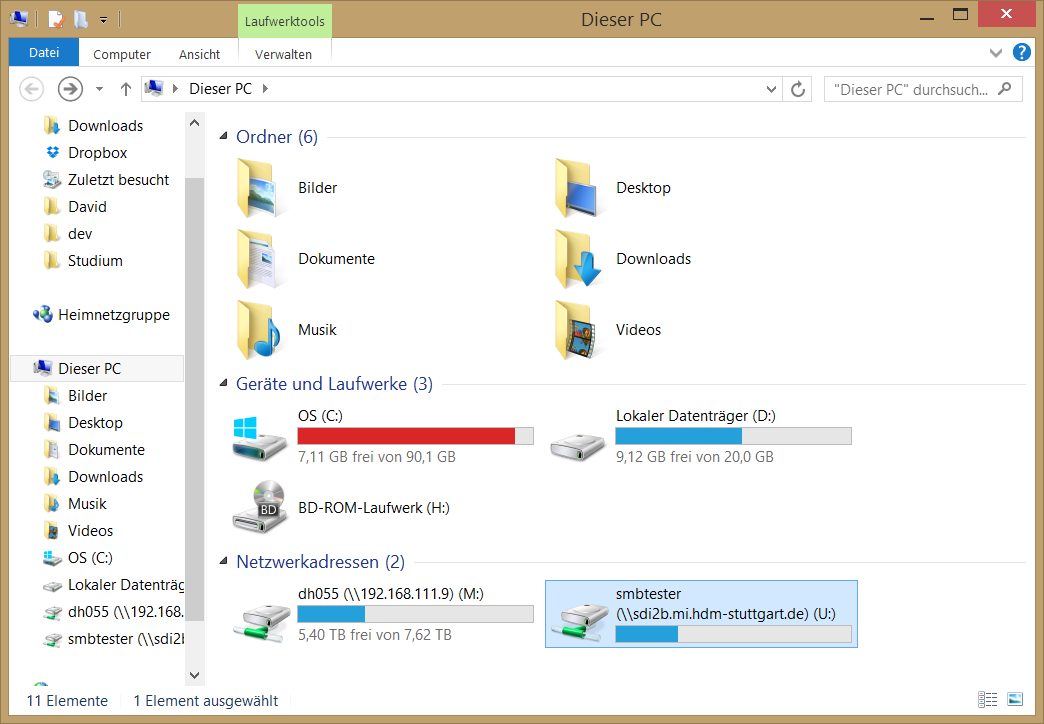 Laufwerktools
Dieser PC
Datei
Computer
Ansicht
Verwalten
?
Dieser PC
"Dieser PC" durchsuch...
Downloads
Dropbox
Zuletzt besucht
David
dev
Studium
Heimnetzgruppe
Dieser PC
Bilder
Desktop
Dokumente
Downloads
Musik
Videos
OS (C:)
Lokaler Datenträg
dh055 (\\192.168.
smbtester (\\sdi2b
Ordner (6)
Bilder
Desktop
Dokumente
Downloads
Musik
Videos
Geräte und Laufwerke (3)
OS (C:)
7,11 GB frei von 90,1 GB
Lokaler Datenträger (D:)
9,12 GB frei von 20,0 GB
BD
BD-ROM-Laufwerk (H:)
Netzwerkadressen (2)
dh055 (\\192.168.111.9) (M:)
5,40 TB frei von 7,62 TB
smbtester
(\\sdi2b.mi.hdm-stuttgart.de) (U:)
11 Elemente
1 Element ausgewählt